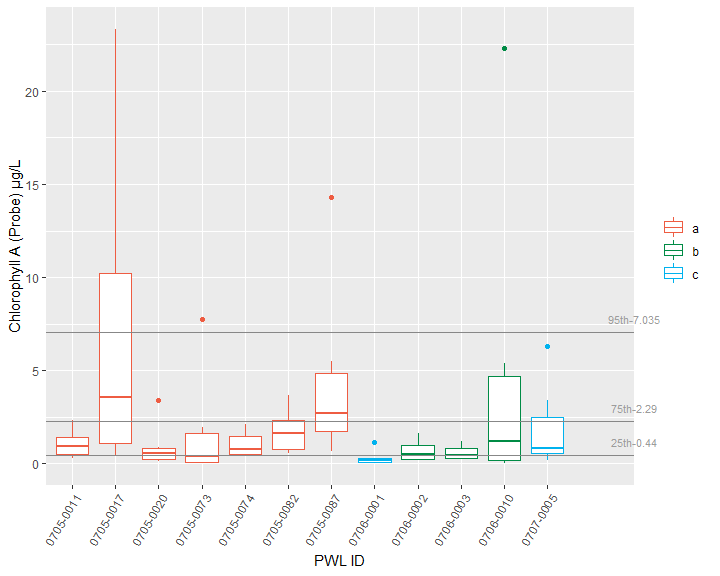 Chlorophyll A (Probe) µg/L
20
15
10
5
0
95th-7.035
75th-2.29
25th-0.44
0705-0011
0705-0017
0705-0020
0705-0073
0705-0074
0705-0082
0705-0087
0706-0001
0706-0002
0706-0003
0706-0010
0707-0005
PWL ID
a
b
c